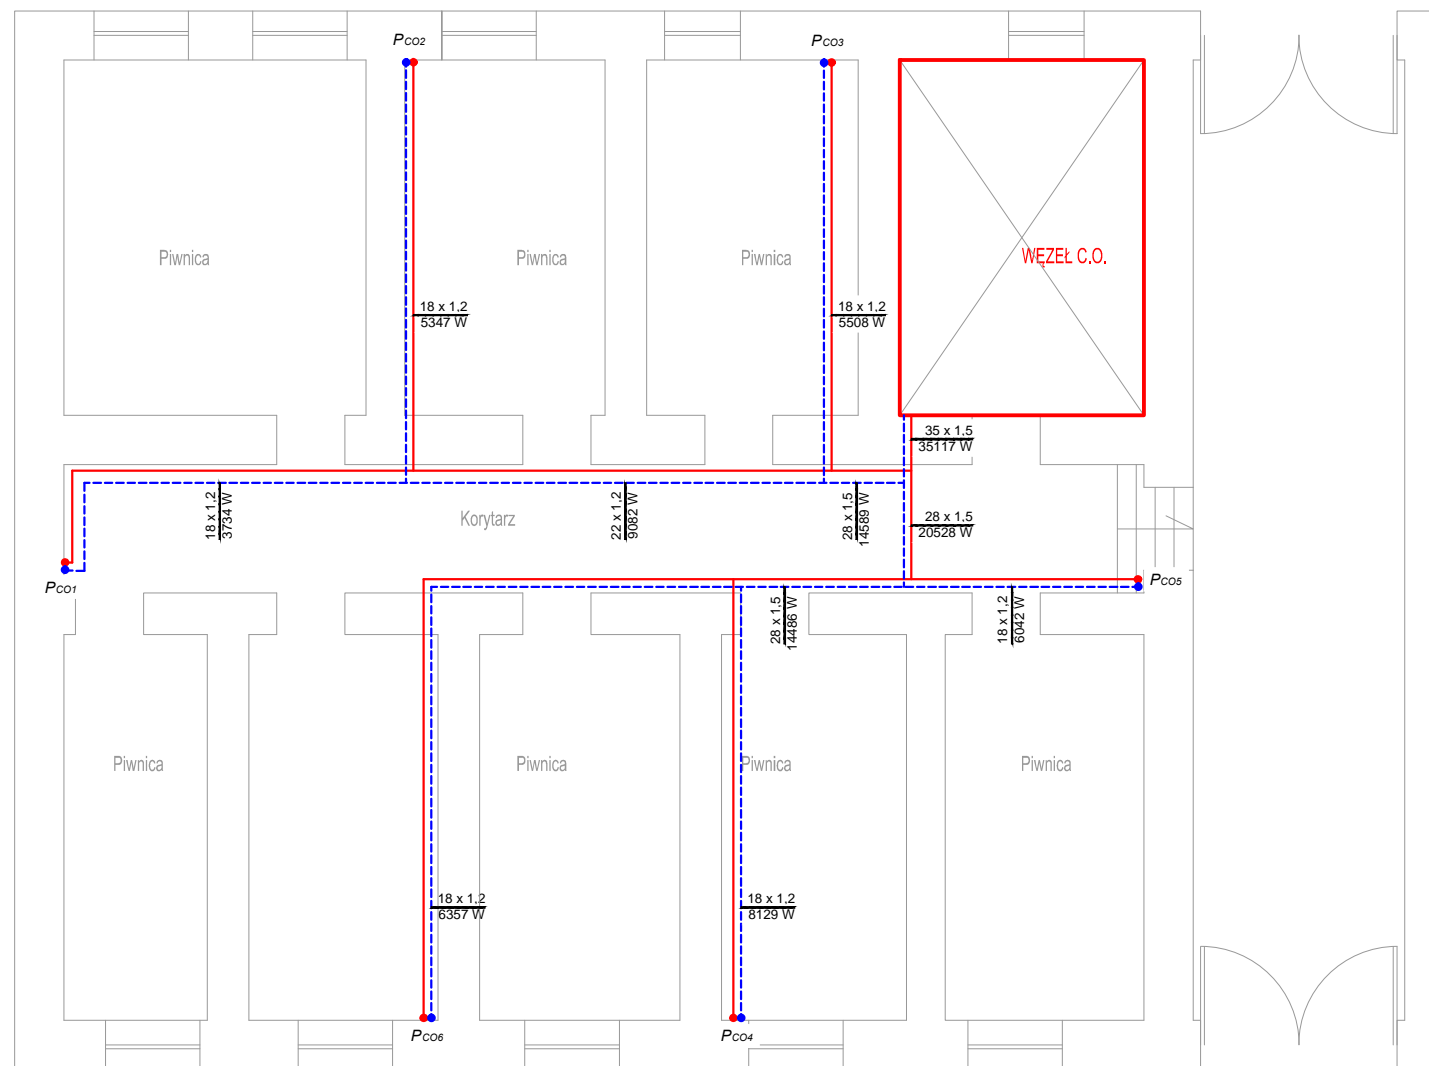 PCO2
PCO3
Piwnica
Piwnica
Piwnica
WĘZEŁ C.O.
18 x 1,2
5347 W
18 x 1,2
5508 W
35 x 1,5
35117 W
18 x 1,2
3734 W
22 x 1,2
9082 W
28 x 1,5
14589 W
28 x 1,5
20528 W
Korytarz
PCO1
PCO5
28 x 1,5
14486 W
18 x 1,2
6042 W
Piwnica
Piwnica
Piwnica
Piwnica
18 x 1,2
6357 W
18 x 1,2
8129 W
PCO6
PCO4